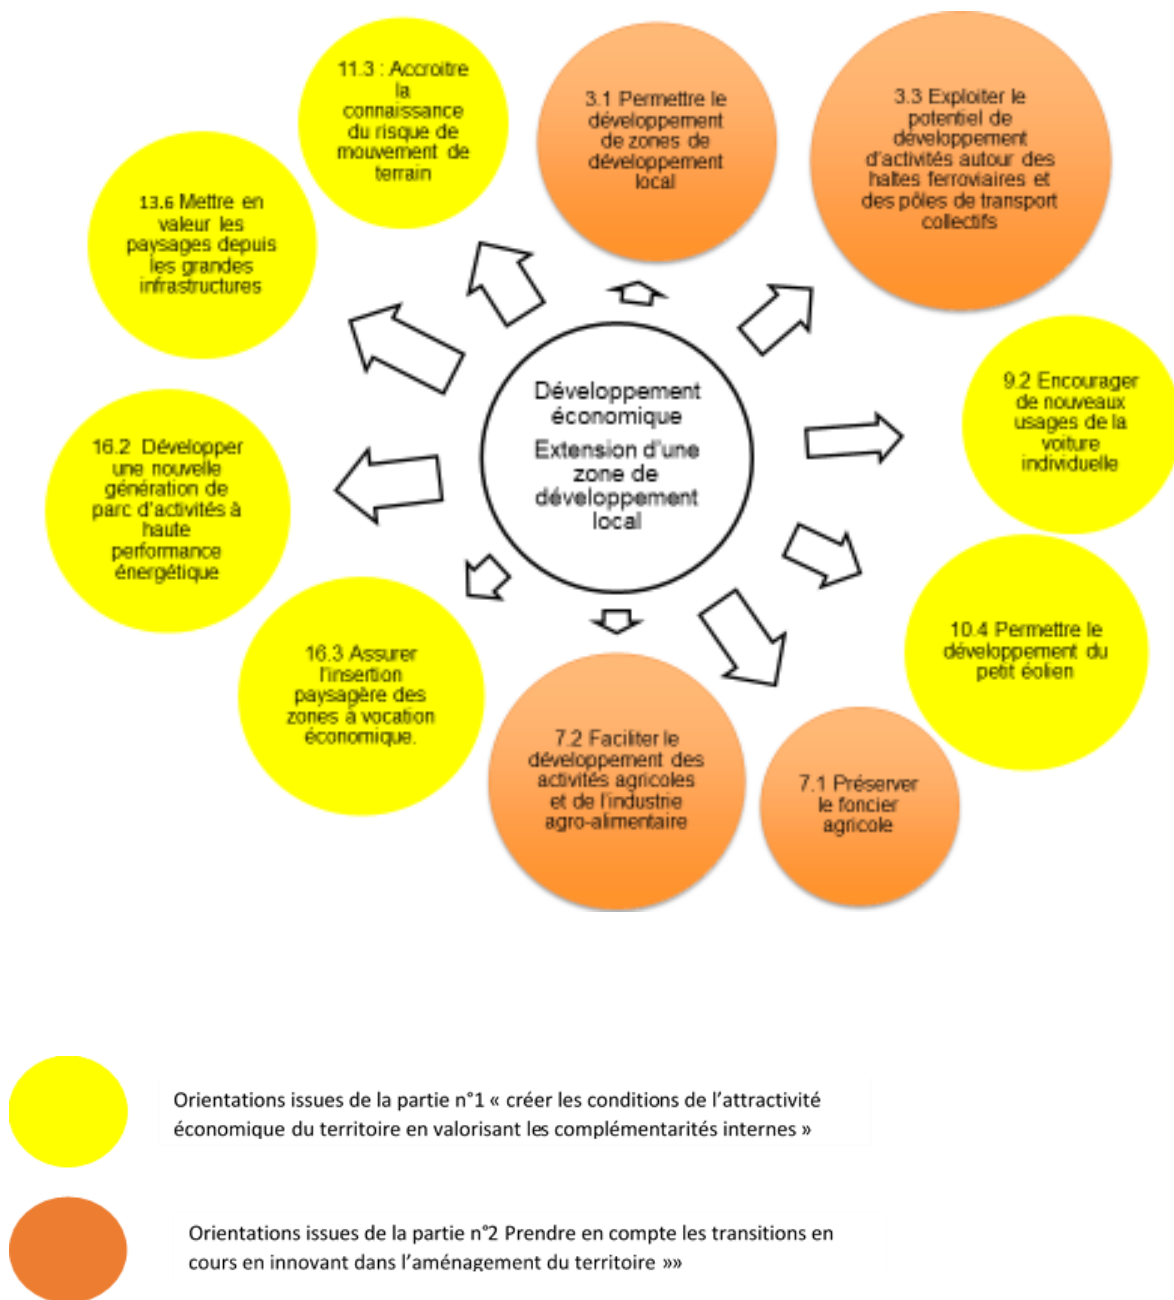 11.3 : Accroitre
la
connaissance
du risque de
mouvement de
terrain
3.1 Permettre le
développement
de zones de
développement
local
3.3 Exploiter le
potentiel de
développement
d'activités autour des
haltes ferroviaires et
des pôles de transport
collectifs
13.6 Mettre en
valeur les
paysages depuis
les grandes
infrastructures
9.2 Encourager
de nouveaux
usages de la
voiture
individuelle
Développement
économique
Extension d'une
zone de
développement
local
16.2 Développer
une nouvelle
génération de
parc d'activités à
haute
performance
énergétique
10.4 Permettre le
développement du
petit éolien
16.3 Assurer
l'insertion
paysagère des
zones à vocation
économique.
7.2 Faciliter le
développement des
activités agricoles
et de l'industrie
agro-alimentaire
7.1 Préserver
le foncier
agricole
Orientations issues de la partie n°1 « créer les conditions de l'attractivité
économique du territoire en valorisant les complémentarités internes »
Orientations issues de la partie n°2 Prendre en compte les transitions en
cours en innovant dans l'aménagement du territoire »»